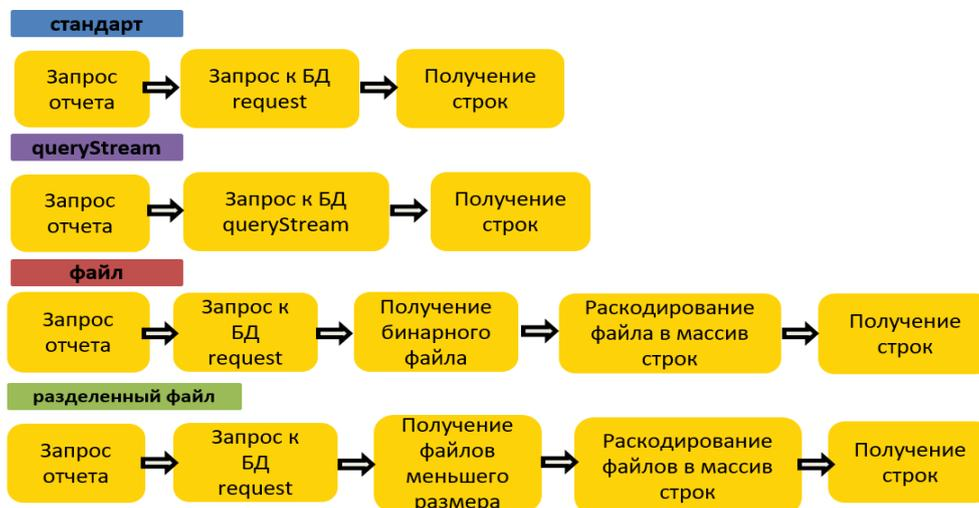 стандарт
Запрос
отчета
Запрос к БД
request
Получение
строк
queryStream
Запрос
отчета
Запрос к БД
queryStream
Получение
строк
файл
Запрос
отчета
Запрос к
БД
request
Получение
бинарного
файла
Раскодирование
файла в массив
строк
Получение
строк
разделенный файл
Запрос
отчета
Запрос к
БД
request
Получение
файлов
меньшего
размера
Раскодирование
файлов в массив
строк
Получение
строк